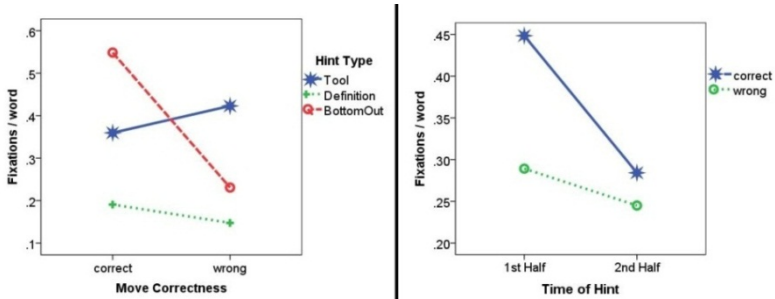 .6
.5
.4
.3
.2
.1
Fixations / word
correct
wrong
Move Correctness
Hint Type
Tool
Definition
BottomOut
.45
.40
.35
.30
.25
.20
Fixations / word
1st Half
2nd Half
Time of Hint
correct
wrong